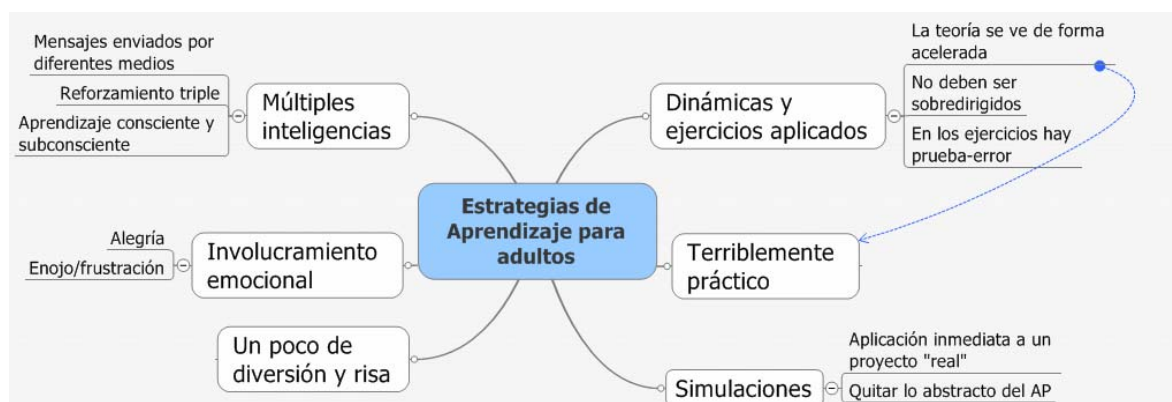 Mensajes enviados por
diferentes medios
Reforzamiento triple
Aprendizaje consciente y
subconsciente
Múltiples
inteligencias
Alegría
Enojo/frustración
Involucramiento
emocional
Un poco de
diversión y risa
Estrategias de
Aprendizaje para
adultos
Dinámicas y
ejercicios aplicados
La teoría se ve de forma
acelerada
No deben ser
sobredirigidos
En los ejercicios hay
prueba-error
Terriblemente
práctico
Simulaciones
Aplicación inmediata a un
proyecto "real"
Quitar lo abstracto del AP